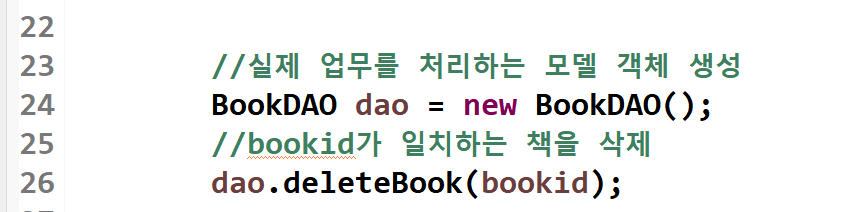 22
23 //실제 업무를 처리하는 모델 객체 생성
24 BookDAO dao = new BookDAO();
25 //bookid가 일치하는 책을 삭제
26 dao.deleteBook(bookid);